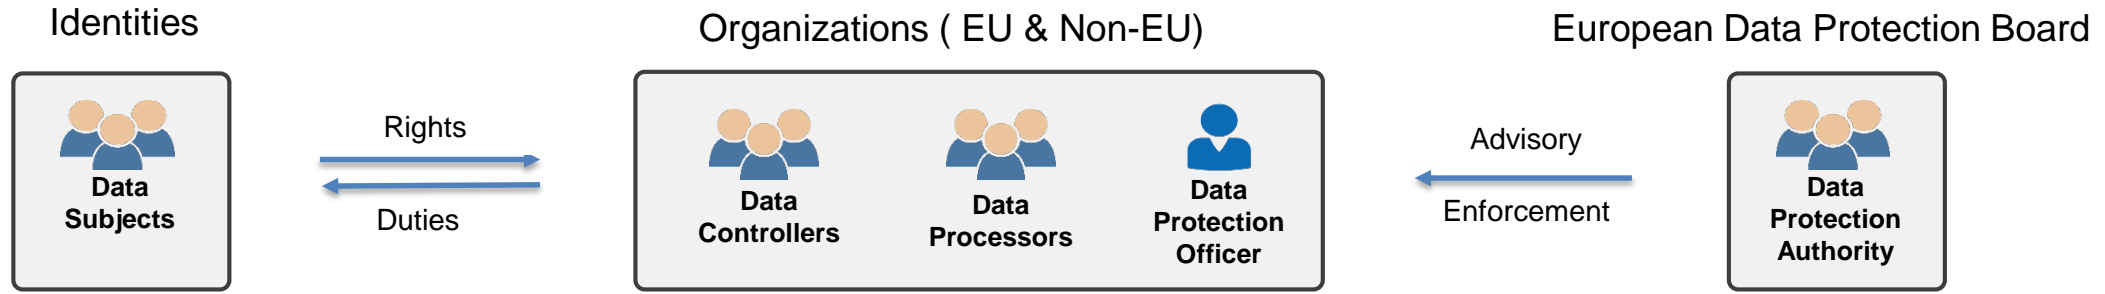 Identities
Data
Subjects
Rights
Duties
Organizations ( EU & Non-EU)
Data
Controllers
Data
Processors
Data
Protection
Officer
Advisory
Enforcement
European Data Protection Board
Data
Protection
Authority